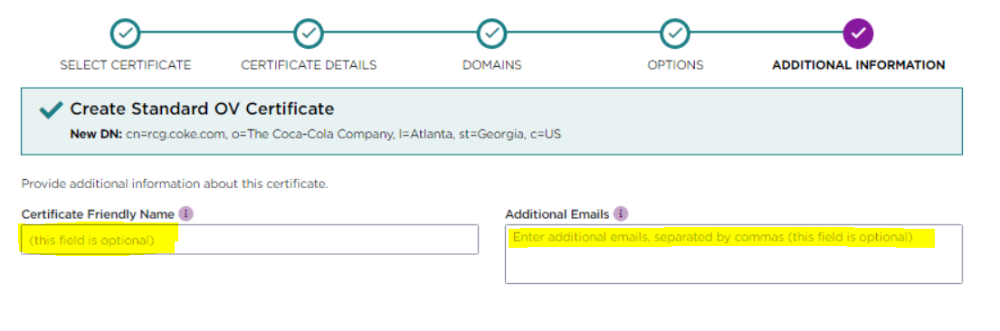 SELECT CERTIFICATE CERTIFICATE DETAILS DOMAINS OPTIONS ADDITIONAL INFORMATION
Create Standard OV Certificate
New DN: cn=rcg.coke.com, o=The Coca-Cola Company, l=Atlanta, st=Georgia, c=US
Provide additional information about this certificate.
Certificate Friendly Name i Additional Emails i
(this field is optional) Enter additional emails, separated by commas (this field is optional)